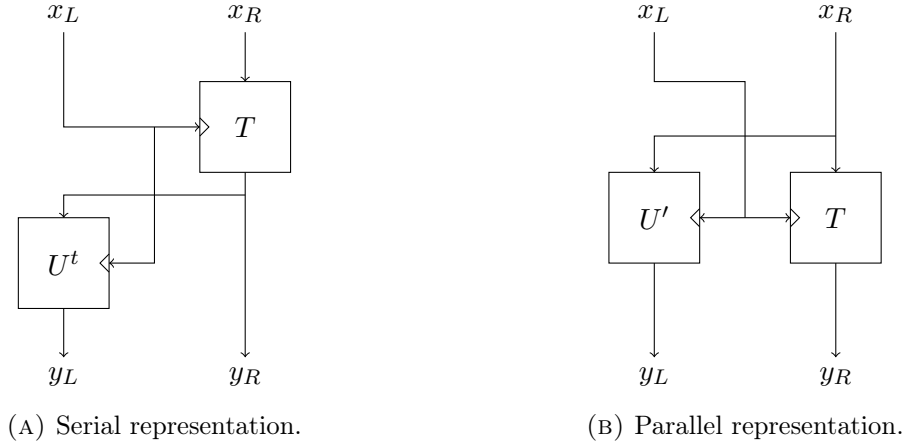 x_L x_R x_L x_R
T
U^t U′ T
y_L y_R y_L y_R
(A) Serial representation. (B) Parallel representation.